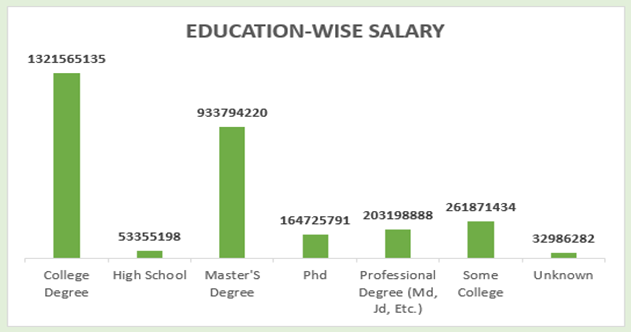 EDUCATION-WISE SALARY
1321565135
53355198
933794220
164725791
203198888
261871434
32986282
College
Degree
High School
Master'S
Degree
Phd
Professional
Degree (Md,
Jd, Etc.)
Some
College
Unknown